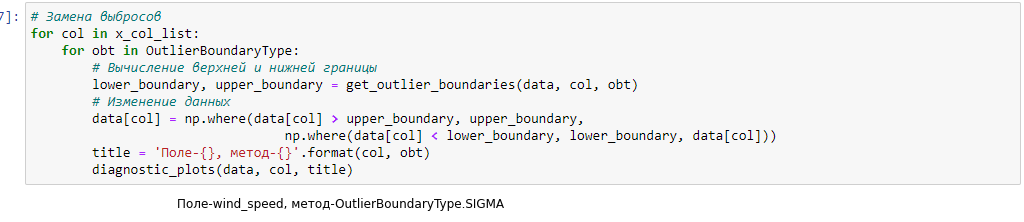 7]: # Замена выбросов
for col in x_col_list:
    for obt in OutlierBoundaryType:
        # Вычисление верхней и нижней границы
        lower_boundary, upper_boundary = get_outlier_boundaries(data, col, obt)
        # Изменение данных
        data[col] = np.where(data[col] > upper_boundary, upper_boundary,
                                 np.where(data[col] < lower_boundary, lower_boundary, data[col]))
        title = 'Поле-{}, метод-{}'.format(col, obt)
        diagnostic_plots(data, col, title)
Поле-wind_speed, метод-OutlierBoundaryType.SIGMA